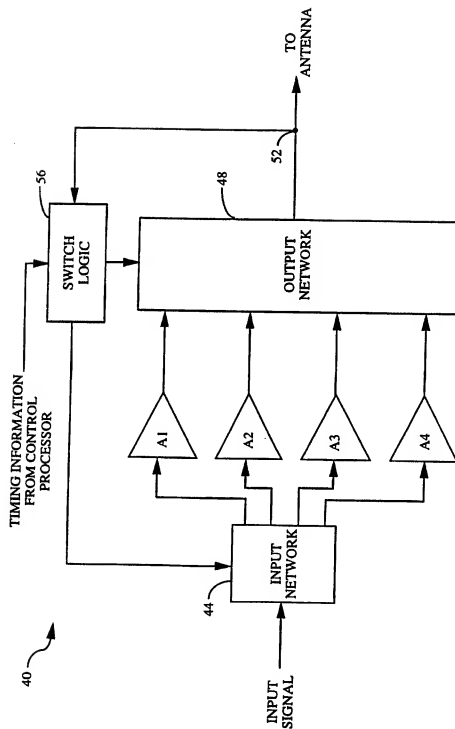 40
TIMING INFORMATION
FROM CONTROL
PROCESSOR
56
SWITCH
LOGIC
44
INPUT
NETWORK
INPUT
SIGNAL
A1
A2
A3
A4
48
OUTPUT
NETWORK
52
TO
ANTENNA